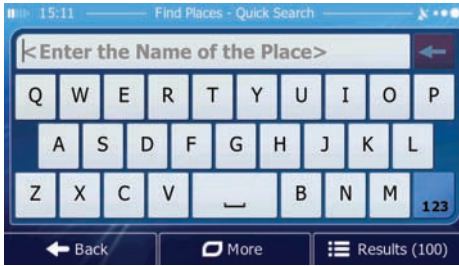 15:11 Find Places - Quick Search
<Enter the Name of the Place>
Q W E R T Y U I O P
A S D F G H J K L
Z X C V B N M 123
Back More Results (100)